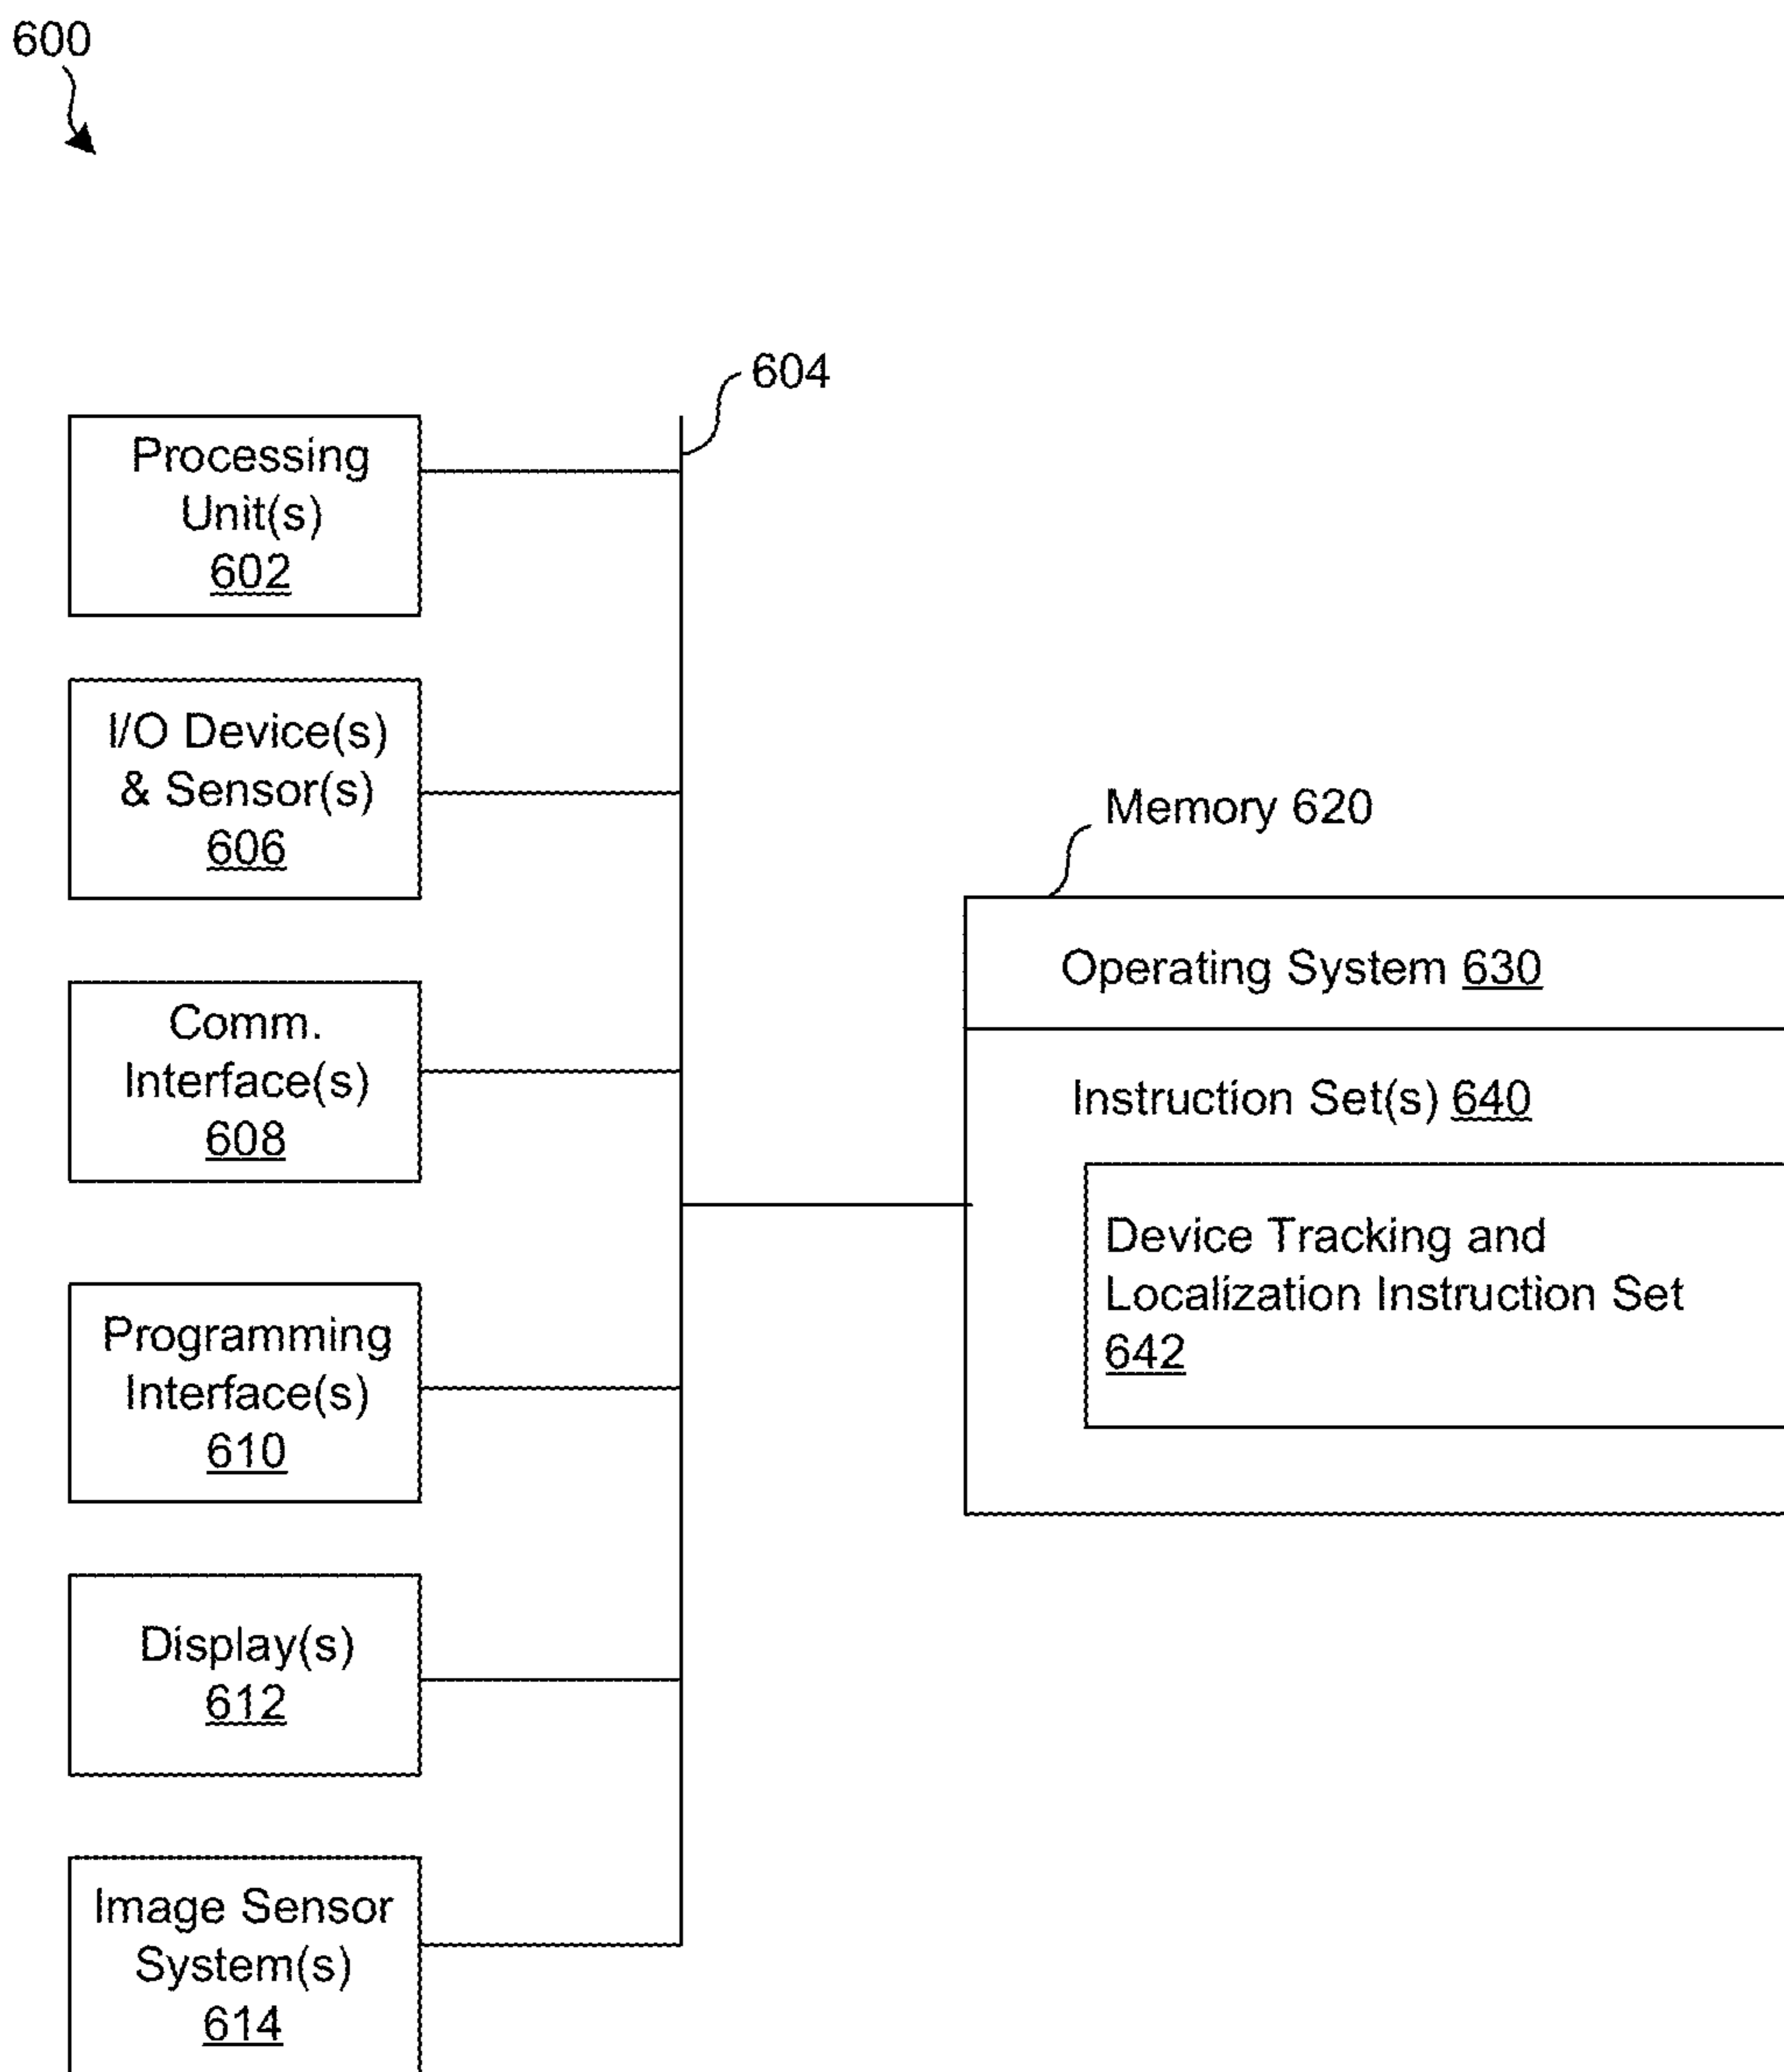 600
604
Processing
Unit(s)
602
I/O Device(s)
& Sensor(s)
606
Comm.
Interface(s)
608
Programming
Interface(s)
610
Display(s)
612
Image Sensor
System(s)
614
Memory 620
Operating System 630
Instruction Set(s) 640
Device Tracking and
Localization Instruction Set
642